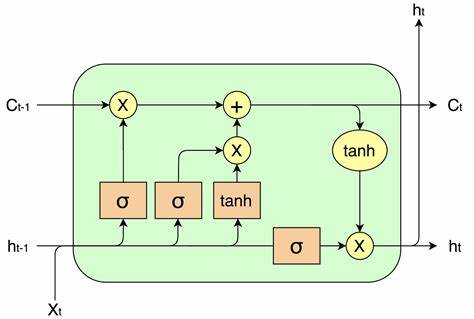 ht
Ct-1
X
+
Ct
X
tanh
σ
σ
tanh
ht-1
σ
X
ht
Xt